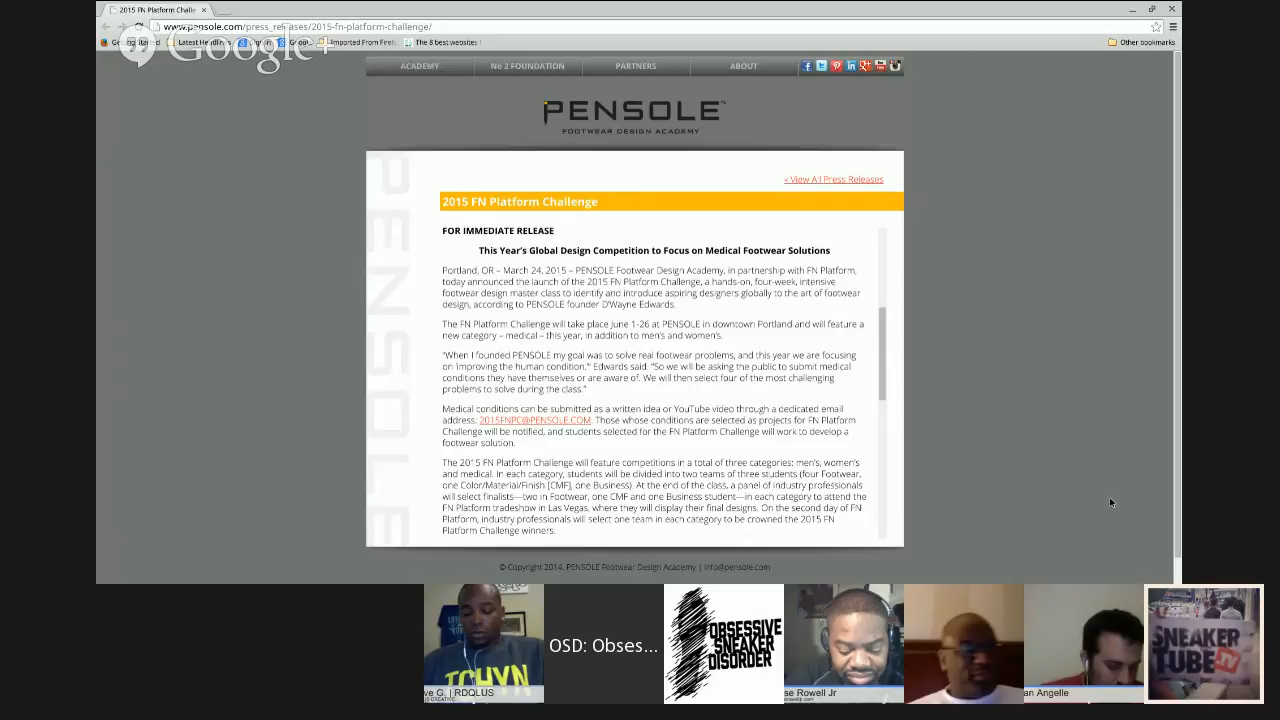 2015 FN Platform Challe
www.pensole.com/press_releases/2015-fn-platform-challenge/
Getting Started
Latest Headlines
Sign in
Google
Imported From Firef
The 8 best websites
Other bookmarks
Google+
ACADEMY
No 2 FOUNDATION
PARTNERS
ABOUT
PENSOLE™
FOOTWEAR DESIGN ACADEMY
PENSOLE
« View All Press Releases
2015 FN Platform Challenge
FOR IMMEDIATE RELEASE
This Year's Global Design Competition to Focus on Medical Footwear Solutions
Portland, OR – March 24, 2015 – PENSOLE Footwear Design Academy, in partnership with FN Platform,
today announced the launch of the 2015 FN Platform Challenge, a hands-on, four-week, intensive
footwear design master class to identify and introduce aspiring designers globally to the art of footwear
design, according to PENSOLE founder D'Wayne Edwards.
The FN Platform Challenge will take place June 1-26 at PENSOLE in downtown Portland and will feature a
new category – medical – this year, in addition to men's and women's.
"When I founded PENSOLE my goal was to solve real footwear problems, and this year we are focusing
on 'improving the human condition,'" Edwards said. "So we will be asking the public to submit medical
conditions they have themselves or are aware of. We will then select four of the most challenging
problems to solve during the class."
Medical conditions can be submitted as a written idea or YouTube video through a dedicated email
address: 2015FNPC@PENSOLE.COM. Those whose conditions are selected as projects for FN Platform
Challenge will be notified, and students selected for the FN Platform Challenge will work to develop a
footwear solution.
The 2015 FN Platform Challenge will feature competitions in a total of three categories: men's, women's
and medical. In each category, students will be divided into two teams of three students (four Footwear,
one Color/Material/Finish [CMF], one Business). At the end of the class, a panel of industry professionals
will select finalists—two in Footwear, one CMF and one Business student—in each category to attend the
FN Platform tradeshow in Las Vegas, where they will display their final designs. On the second day of FN
Platform, industry professionals will select one team in each category to be crowned the 2015 FN
Platform Challenge winners.
© Copyright 2014. PENSOLE Footwear Design Academy | info@pensole.com
ve G. | RDQLUS
OSD: Obses...
OBSESSIVE
SNEAKER
DISORDER
se Rowell Jr
an Angelle
SNEAKER
TUBE.TV